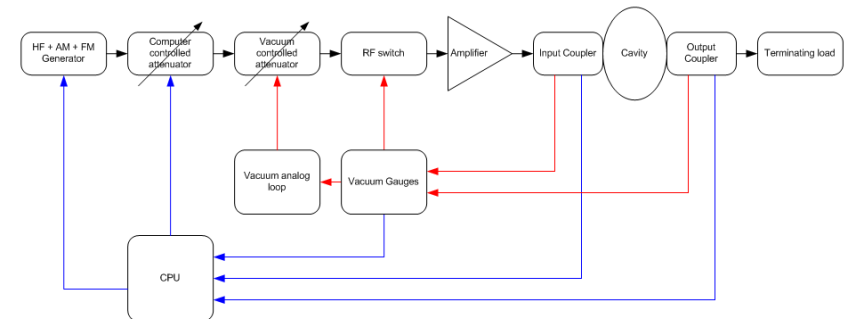 HF + AM + FM
Generator
Computer
controlled
attenuator
Vacuum
controlled
attenuator
RF switch
Amplifier
Input Coupler
Cavity
Output
Coupler
Terminating load
Vacuum analog
loop
Vacuum Gauges
CPU